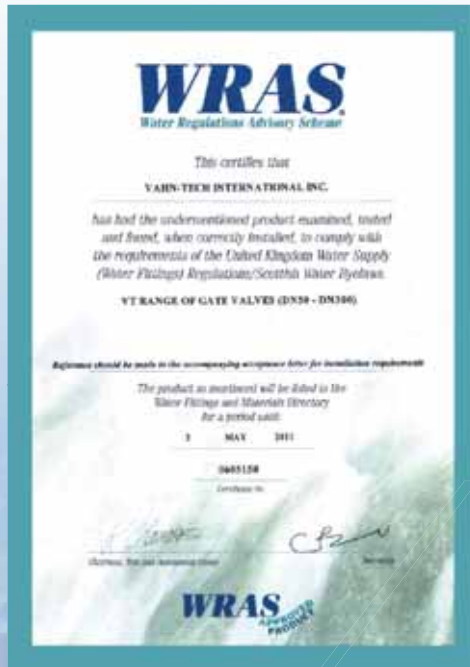 WRAS
Water Regulations Advisory Scheme
This certifies that
VAHN-TECH INTERNATIONAL INC.
has had the undermentioned product examined, tested
and found, when correctly installed, to comply with
the requirements of the United Kingdom Water Supply
(Water Fittings) Regulations/Scottish Water Byelaws.
VT RANGE OF GATE VALVES (DN50 - DN300)
Reference should be made to the accompanying acceptance letter for installation requirements
The product so mentioned will be listed in the
Water Fittings and Materials Directory
for a period until:
MAY 2011
Certificate No
Secretary
WRAS
APPROVED
PRODUCT